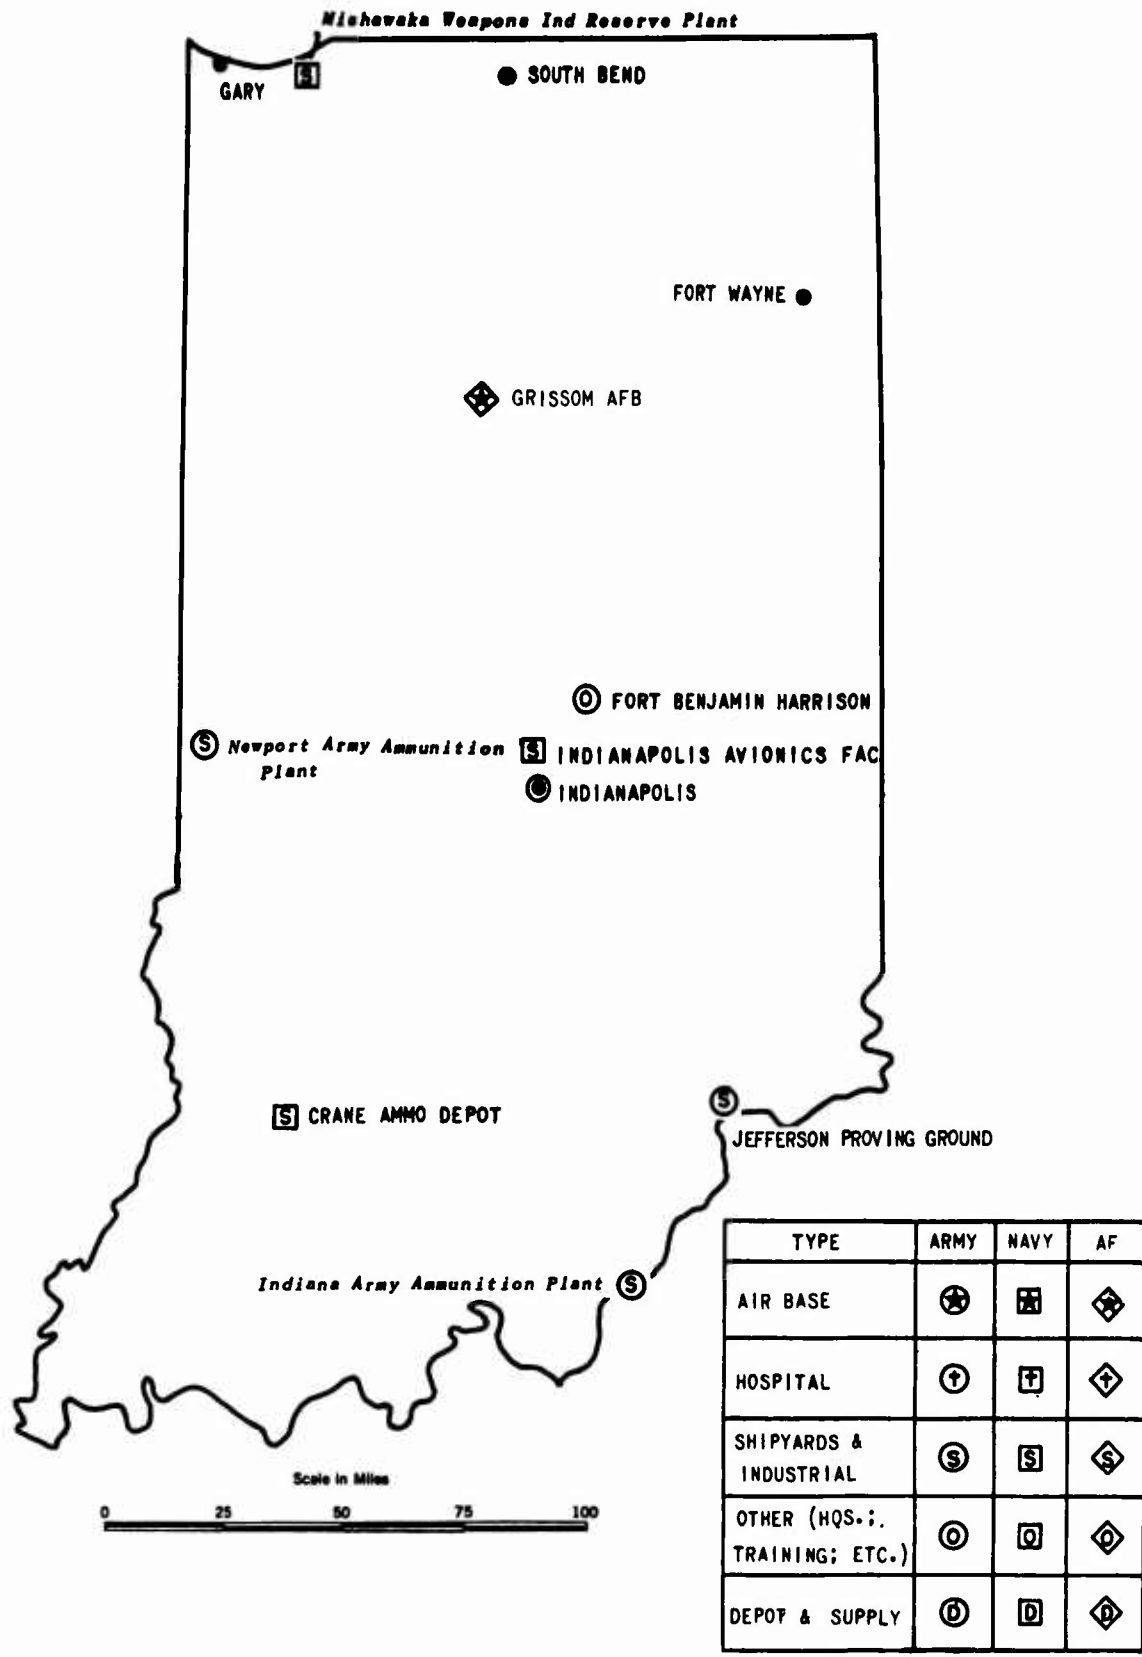 Mishawaka Weapons Ind Reserve Plant
S
SOUTH BEND
GARY
FORT WAYNE
GRISSOM AFB
O FORT BENJAMIN HARRISON
S Newport Army Ammunition
Plant
S INDIANAPOLIS AVIONICS FAC
INDIANAPOLIS
S
S CRANE AMMO DEPOT
JEFFERSON PROVING GROUND
Indiana Army Ammunition Plant S
TYPE ARMY NAVY AF
AIR BASE
HOSPITAL
SHIPYARDS &
INDUSTRIAL S S S
OTHER (HQS.;.
TRAINING; ETC.) O O O
DEPOT & SUPPLY D D D
Scale in Miles
0 25 50 75 100